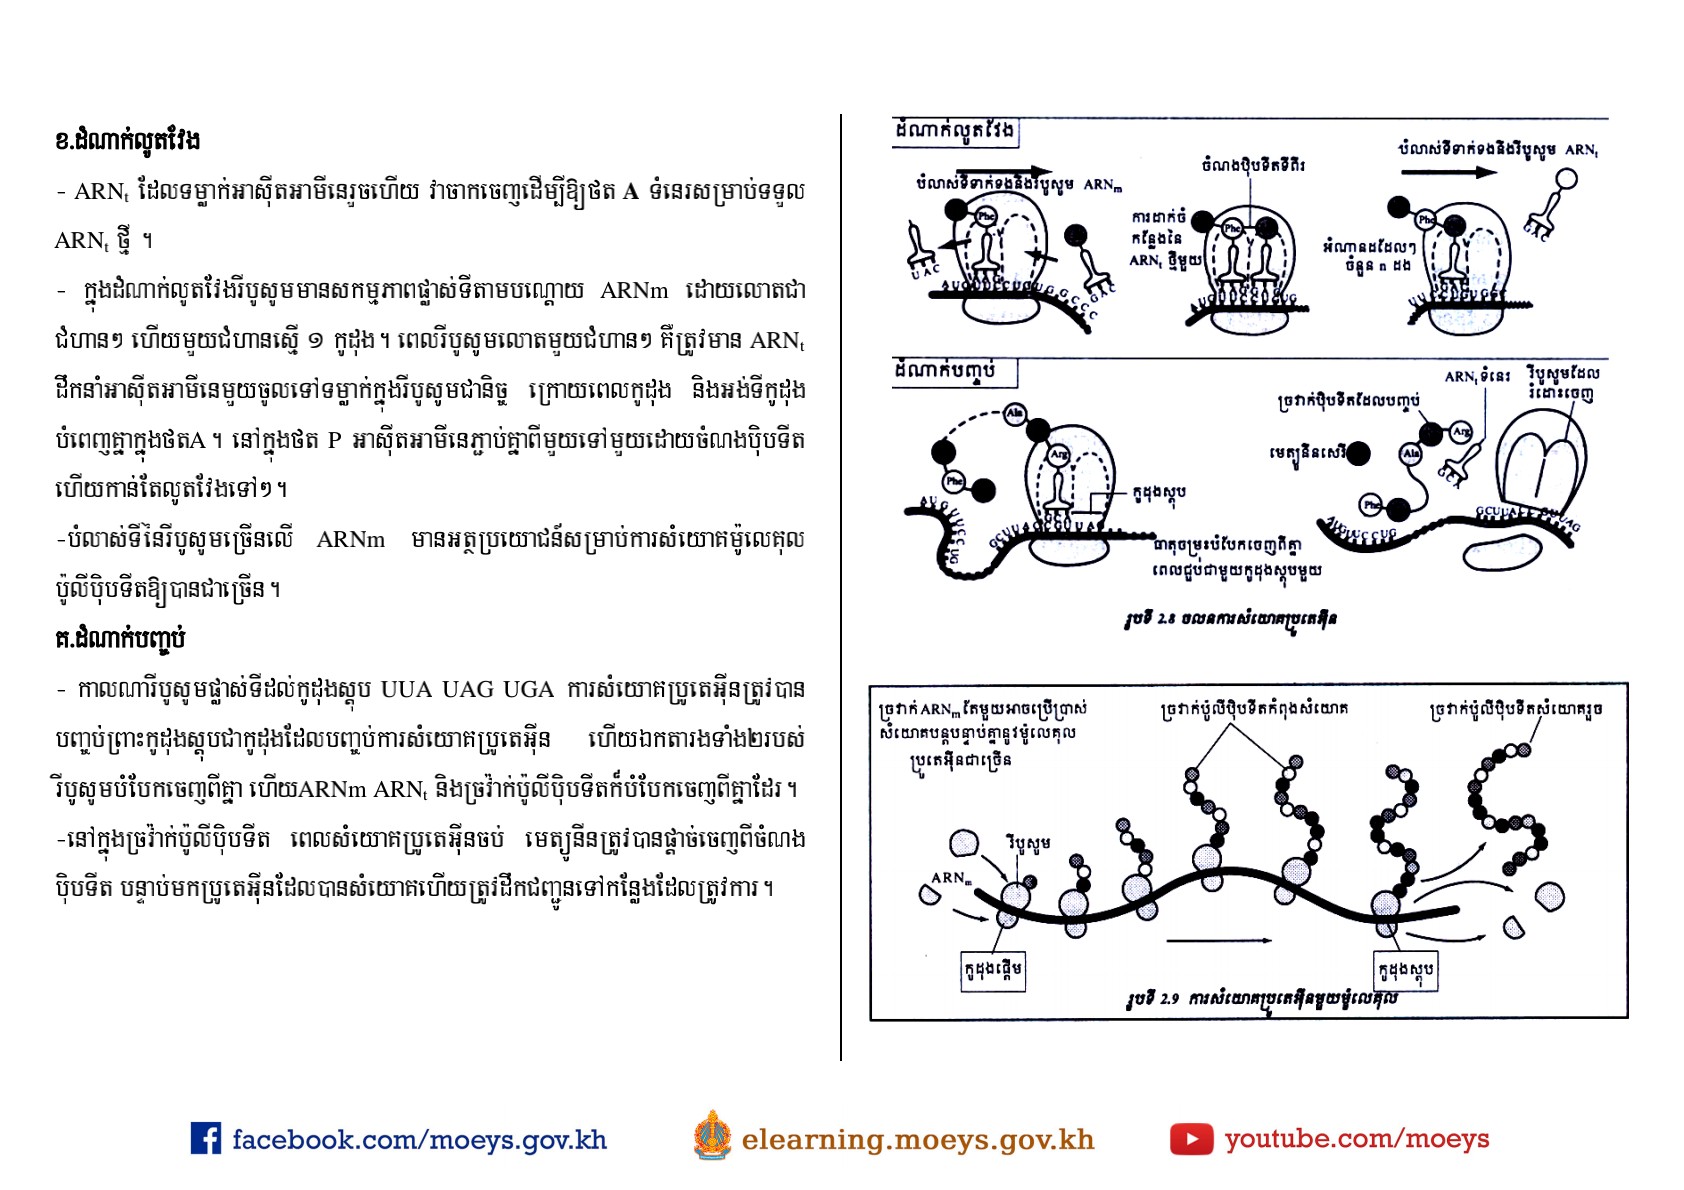 ខ.ដំណាក់លូតវែង
- ARNt ដែលទម្លាក់អាស៊ីតអាមីនេរួចហើយ វាចាកចេញដើម្បីឱ្យថត A ទំនេរសម្រាប់ទទួល
ARNt ថ្មី ។
- ក្នុងដំណាក់លូតវែងរីបូសូមមានសកម្មភាពផ្លាស់ទីតាមបណ្តោយ ARNm ដោយលោតជា
ជំហានៗ ហើយមួយជំហានស្មើ ១ កូដុង។ ពេលរីបូសូមលោតមួយជំហានៗ គឺត្រូវមាន ARNt
ដឹកនាំអាស៊ីតអាមីនេមួយចូលទៅទម្លាក់ក្នុងរីបូសូមជានិច្ច ក្រោយពេលកូដុង និងអង់ទីកូដុង
បំពេញគ្នាក្នុងថតA។ នៅក្នុងថត P អាស៊ីតអាមីនេភ្ជាប់គ្នាពីមួយទៅមួយដោយចំណងប៉ិបទីត
ហើយកាន់តែលូតវែងទៅៗ។
-បំលាស់ទីនៃរីបូសូមច្រើនលើ ARNm មានអត្ថប្រយោជន៍សម្រាប់ការសំយោគម៉ូលេគុល
ប៉ូលីប៉ិបទីតឱ្យបានជាច្រើន។
គ.ដំណាក់បញ្ចប់
- កាលណារីបូសូមផ្លាស់ទីដល់កូដុងស្តុប UUA UAG UGA ការសំយោគប្រូតេអ៊ីនត្រូវបាន
បញ្ចប់ព្រោះកូដុងស្តុបជាកូដុងដែលបញ្ចប់ការសំយោគប្រូតេអ៊ីន ហើយឯកតារងទាំង២របស់
រីបូសូមបំបែកចេញពីគ្នា ហើយARNm ARNt និងច្រវ៉ាក់ប៉ូលីប៉ិបទីតក៏បំបែកចេញពីគ្នាដែរ។
-នៅក្នុងច្រវ៉ាក់ប៉ូលីប៉ិបទីត ពេលសំយោគប្រូតេអ៊ីនចប់ មេត្យូនីនត្រូវបានផ្តាច់ចេញពីចំណង
ប៉ិបទីត បន្ទាប់មកប្រូតេអ៊ីនដែលបានសំយោគហើយត្រូវដឹកជញ្ជូនទៅកន្លែងដែលត្រូវការ។
ដំណាក់លូតវែង
បំលាស់ទីទាក់ទងនឹងរីបូសូម ARNm
ចំណងប៉ិបទីតទីពីរ
បំលាស់ទីទាក់ទងនឹងរីបូសូម ARNt
ការដាក់ចំ
កន្លែងនៃ
ARNt ថ្មីមួយ
អំណានដដែលៗ
ចំនួន n ដង
Phe
Phe
Phe
UAC
GAC
GAC
ដំណាក់បញ្ចប់
ARNt ទំនេរ
រីបូសូមដែល
រំដោះចេញ
ច្រវាក់ប៉ិបទីតដែលបញ្ចប់
មេត្យូនីនសេរី
Ala
Arg
Phe
Arg
Ala
Phe
GCA
កូដុងស្តុប
ធាតុចម្រុះបំបែកចេញពីគ្នា
ពេលជួបជាមួយកូដុងស្តុបមួយ
រូបទី 2.8 ចលនការសំយោគប្រូតេអ៊ីន
ច្រវាក់ ARNm តែមួយអាចប្រើប្រាស់
សំយោគបន្តបន្ទាប់គ្នានូវម៉ូលេគុល
ប្រូតេអ៊ីនជាច្រើន
ច្រវាក់ប៉ូលីប៉ិបទីតកំពុងសំយោគ
ច្រវាក់ប៉ូលីប៉ិបទីតសំយោគរួច
រីបូសូម
ARNm
កូដុងផ្តើម
កូដុងស្តុប
រូបទី 2.9 ការសំយោគប្រូតេអ៊ីនមួយម៉ូលេគុល
facebook.com/moeys.gov.kh
elearning.moeys.gov.kh
youtube.com/moeys